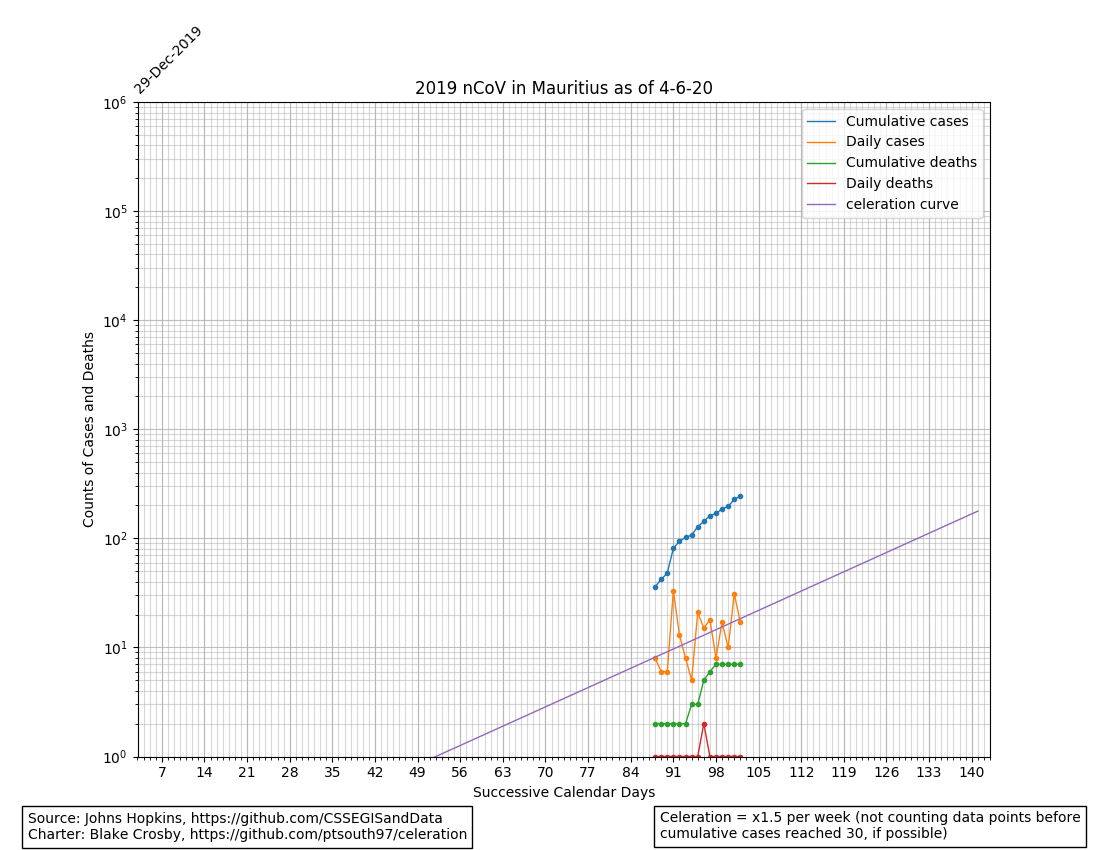 29-Dec-2019
2019 nCoV in Mauritius as of 4-6-20
Cumulative cases
Daily cases
Cumulative deaths
Daily deaths
celeration curve
Counts of Cases and Deaths
10^6
10^5
10^4
10^3
10^2
10^1
10^0
7 14 21 28 35 42 49 56 63 70 77 84 91 98 105 112 119 126 133 140
Successive Calendar Days
Source: Johns Hopkins, https://github.com/CSSEGISandData
Charter: Blake Crosby, https://github.com/ptsouth97/celeration
Celeration = x1.5 per week (not counting data points before
cumulative cases reached 30, if possible)